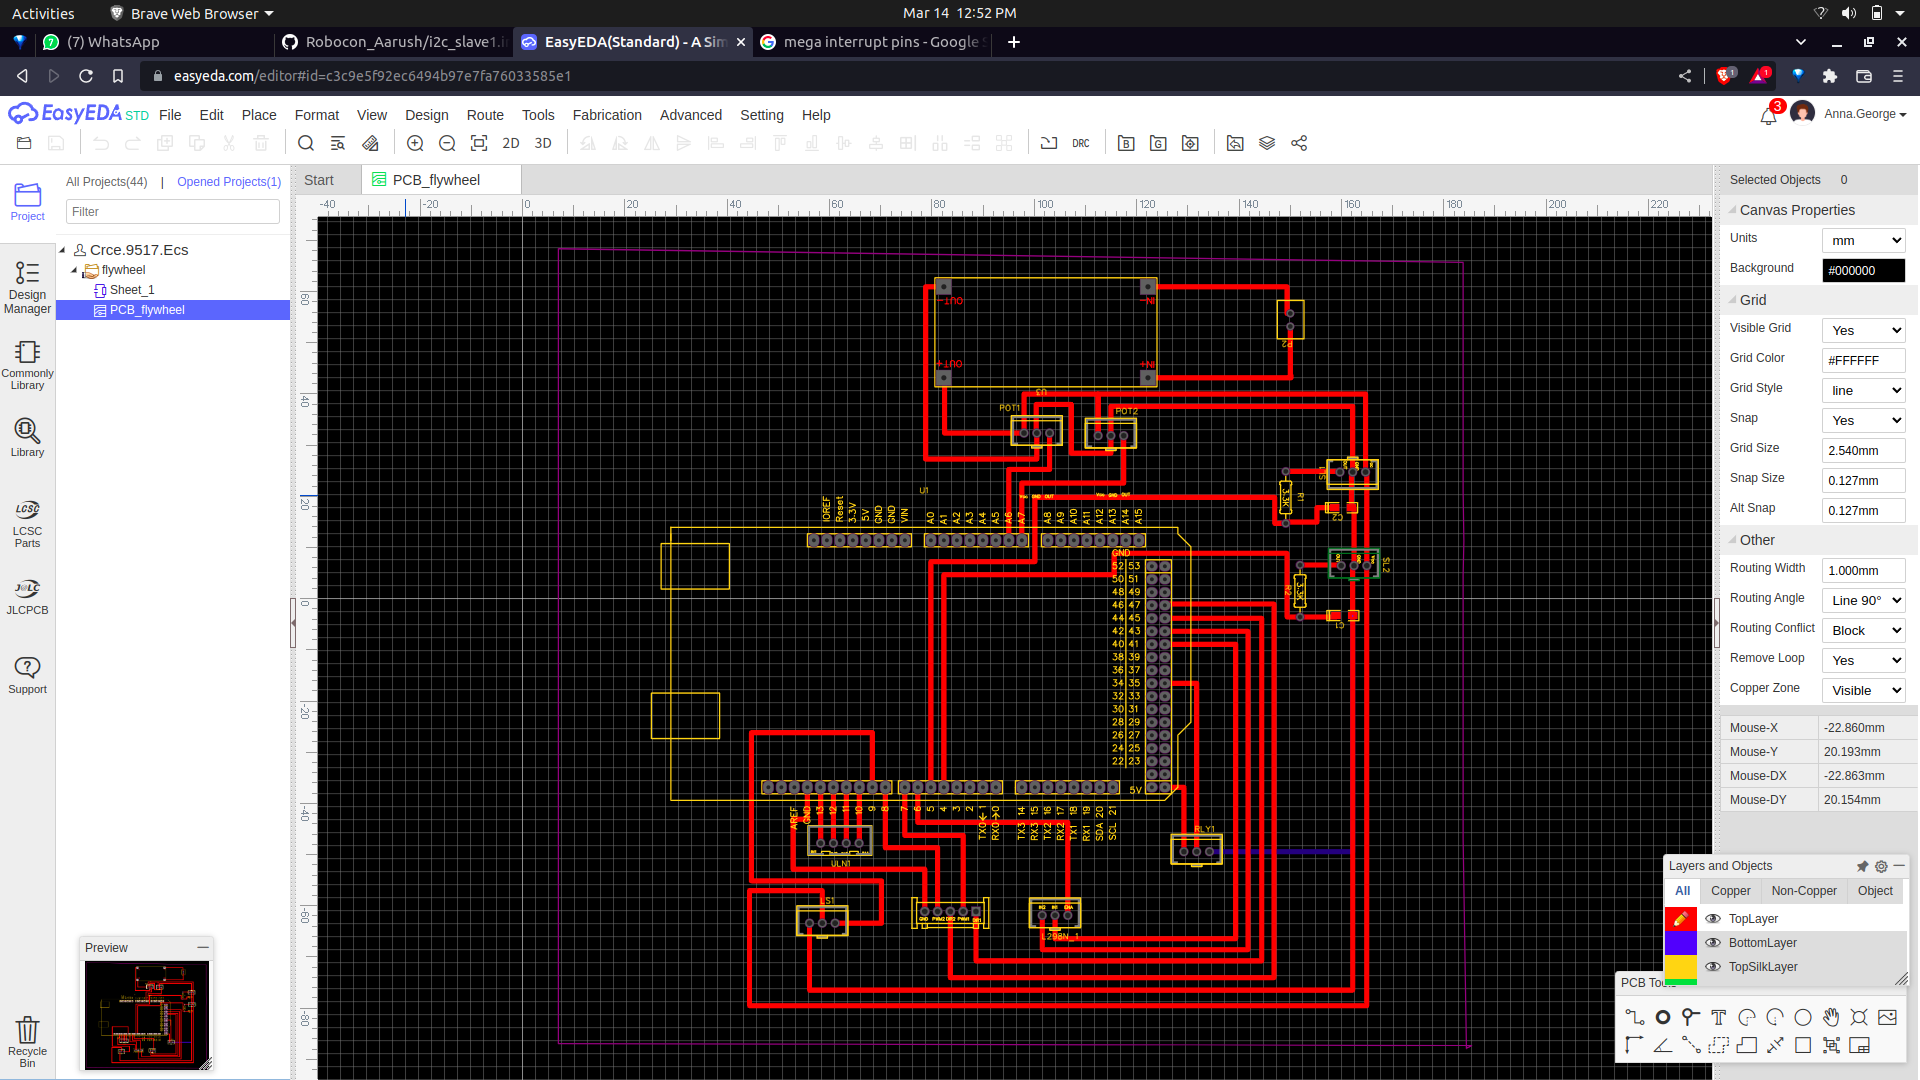 Activities
Brave Web Browser
Mar 14 12:52 PM
(7) WhatsApp
Robocon_Aarush/i2c_slave1.i
EasyEDA(Standard) - A Sim
mega interrupt pins - Google S
easyeda.com/editor#id=c3c9e5f92ec6494b97e7fa76033585e1
1
1
EasyEDA STD
File Edit Place Format View Design Route Tools Fabrication Advanced Setting Help
3
Anna.George
2D 3D DRC B G
All Projects(44) | Opened Projects(1)
Filter
Start
PCB_flywheel
Project
Design Manager
Commonly Library
Library
LCSC Parts
JLCPCB
Support
Recycle Bin
Crce.9517.Ecs
flywheel
Sheet_1
PCB_flywheel
Preview
-40 -20 0 20 40 60 80 100 120 140 160 180 200 220
60
40
20
0
-20
-40
-60
-80
OUT-
IN-
OUT+
IN+
U3
P2
POT1
POT2
U1
IOREF Reset 3.3V 5V GND GND VIN
A0 A1 A2 A3 A4 A5 A6 A7
A8 A9 A10 A11 A12 A13 A14 A15
R1
3.3K
C2
SL2
R2
3.3K
C1
GND
52 53
50 51
48 49
46 47
44 45
42 43
40 41
38 39
36 37
34 35
32 33
30 31
28 29
26 27
24 25
22 23
5V
AREF GND 13 12 11 10 9 8
7 6 5 4 3 2 TX0 1 RX0 0
TX3 14 RX3 15 TX2 16 RX2 17 TX1 18 RX1 19 SDA 20 SCL 21
ULN1
RLY1
LS1
L298N_1
Selected Objects 0
Canvas Properties
Units mm
Background #000000
Grid
Visible Grid Yes
Grid Color #FFFFFF
Grid Style line
Snap Yes
Grid Size 2.540mm
Snap Size 0.127mm
Alt Snap 0.127mm
Other
Routing Width 1.000mm
Routing Angle Line 90°
Routing Conflict Block
Remove Loop Yes
Copper Zone Visible
Mouse-X -22.860mm
Mouse-Y 20.193mm
Mouse-DX -22.863mm
Mouse-DY 20.154mm
Layers and Objects
All Copper Non-Copper Object
TopLayer
BottomLayer
TopSilkLayer
PCB Tools